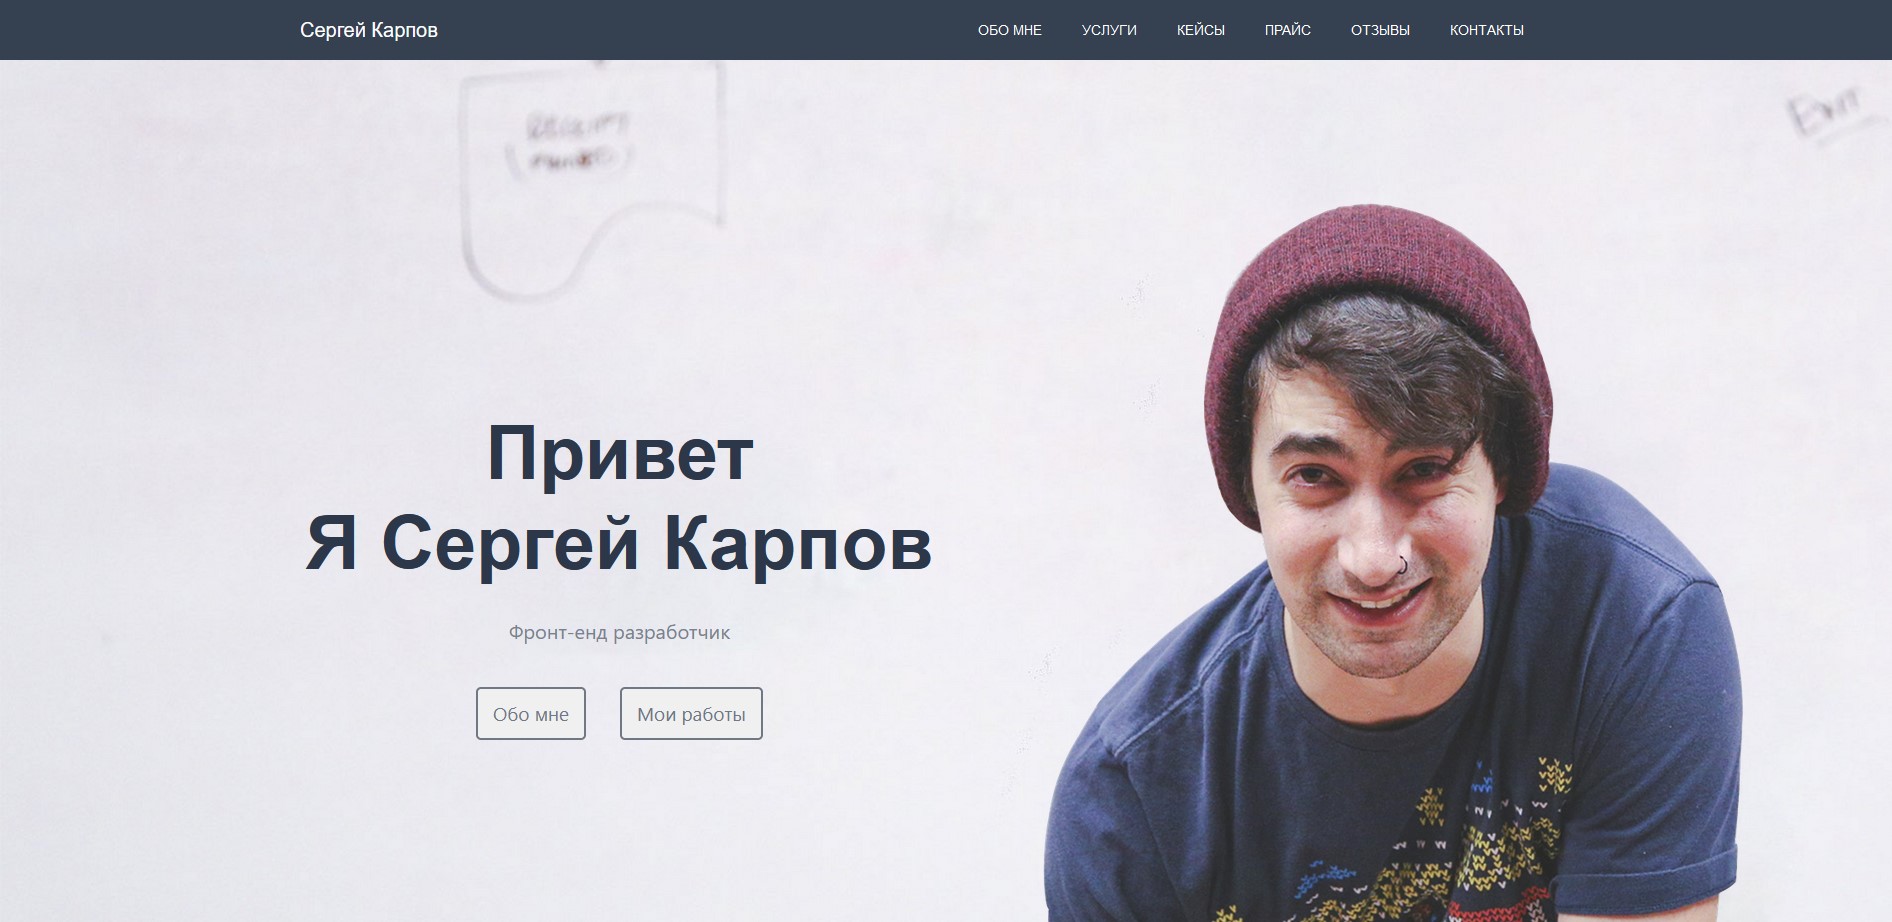 Сергей Карпов
ОБО МНЕ УСЛУГИ КЕЙСЫ ПРАЙС ОТЗЫВЫ КОНТАКТЫ
Привет
Я Сергей Карпов
Фронт-енд разработчик
Обо мне Мои работы